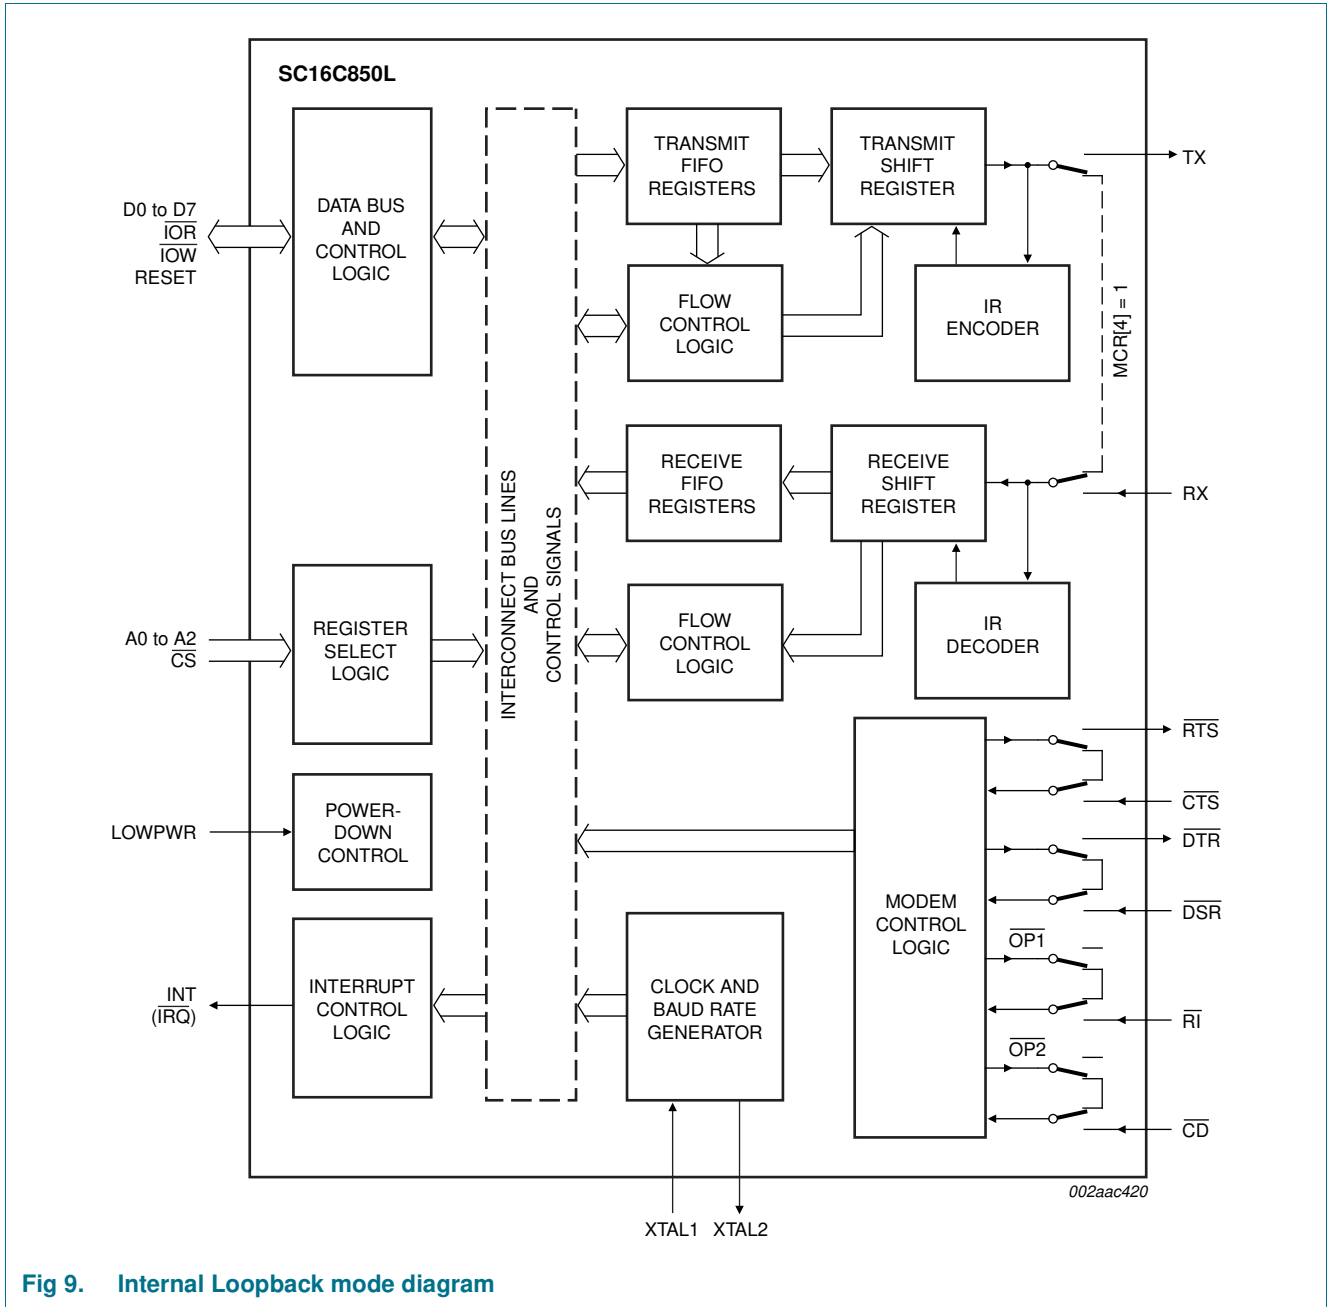 SC16C850L
TRANSMIT
FIFO
REGISTERS
TRANSMIT
SHIFT
REGISTER
TX
D0 to D7
IOR
IOW
RESET
DATA BUS
AND
CONTROL
LOGIC
FLOW
CONTROL
LOGIC
IR
ENCODER
MCR[4] = 1
INTERCONNECT BUS LINES
AND
CONTROL SIGNALS
RECEIVE
FIFO
REGISTERS
RECEIVE
SHIFT
REGISTER
RX
A0 to A2
CS
REGISTER
SELECT
LOGIC
FLOW
CONTROL
LOGIC
IR
DECODER
LOWPWR
POWER-
DOWN
CONTROL
MODEM
CONTROL
LOGIC
RTS
CTS
DTR
DSR
OP1
RI
OP2
CD
INT
(IRQ)
INTERRUPT
CONTROL
LOGIC
CLOCK AND
BAUD RATE
GENERATOR
XTAL1 XTAL2
002aac420
Fig 9. Internal Loopback mode diagram